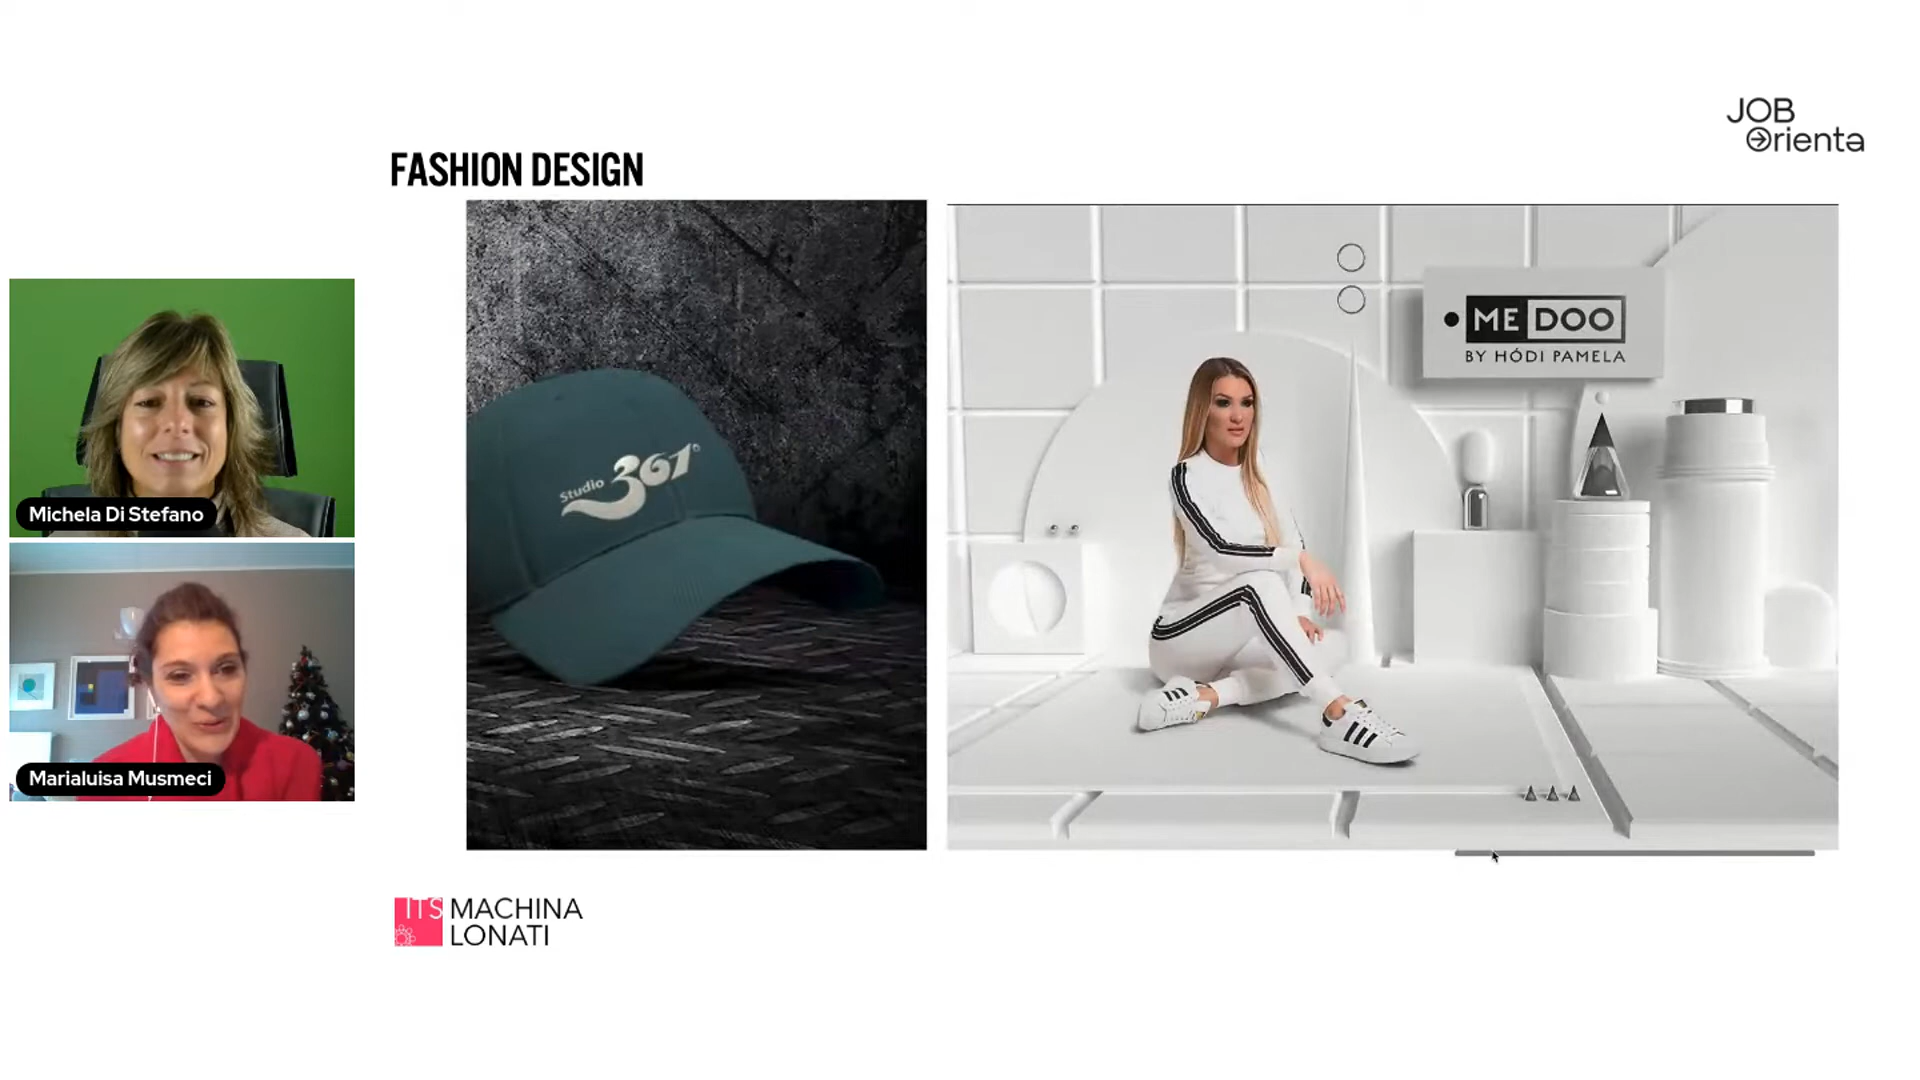 JOB
Orienta
FASHION DESIGN
Studio 361°
ME DOO
BY HÓDI PAMELA
Michela Di Stefano
Marialuisa Musmeci
ITS MACHINA
LONATI